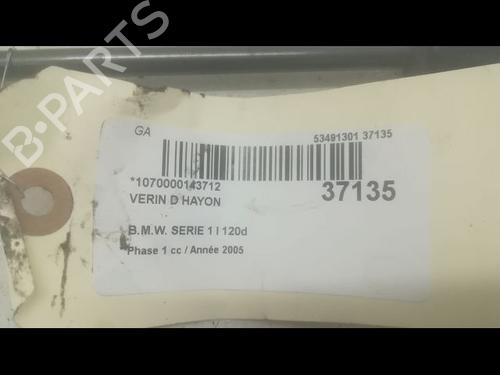 B-PARTS
GA
53491301 37135
*1070000143712
37135
VERIN D HAYON
B.M.W. SERIE 1 I 120d
Phase 1 cc / Année 2005